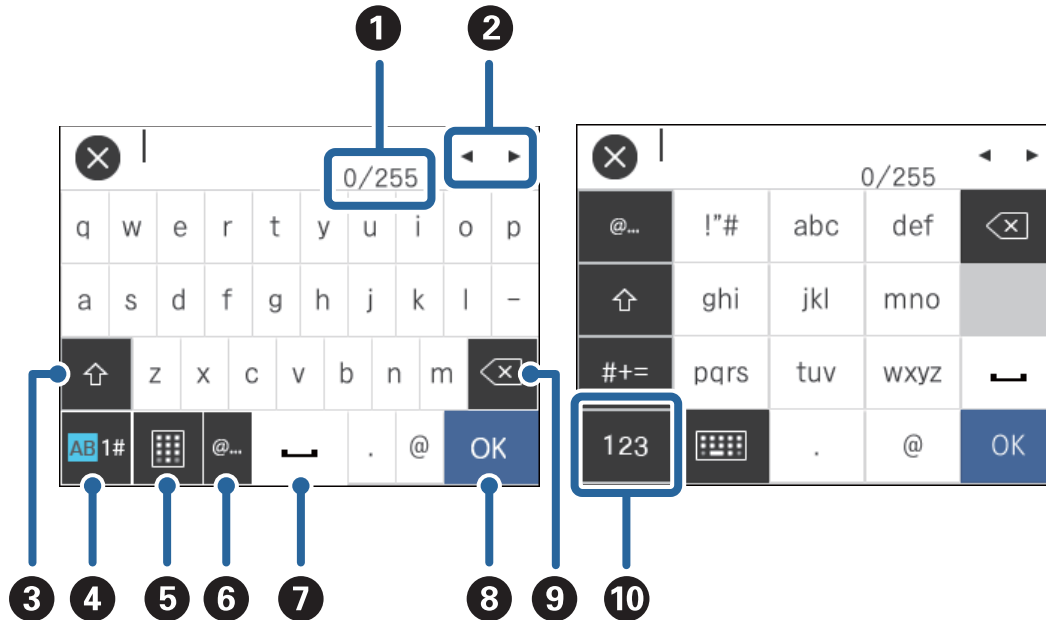 1 2
0/255
q w e r t y u i o p
a s d f g h j k l -
z x c v b n m
AB 1# @... . @ OK
0/255
@... !"# abc def
ghi jkl mno
#+= pqrs tuv wxyz
123 . @ OK
3 4 5 6 7 8 9 10